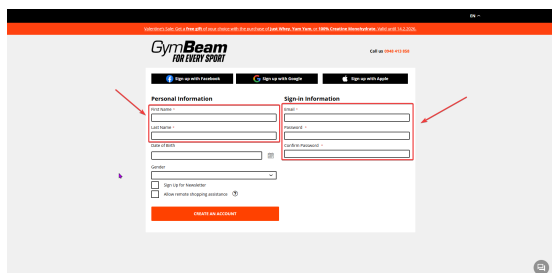 EN
Valentine's Sale: Get a free gift of your choice with the purchase of Just Whey, Yum Yum, or 100% Creatine Monohydrate. Valid until 14.2.2026.
GymBeam
FOR EVERY SPORT
Call us 0948 413 858
Sign up with Facebook
Sign up with Google
Sign up with Apple
Personal Information
First Name *
Last Name *
Date of Birth
Gender
Sign Up for Newsletter
Allow remote shopping assistance ?
CREATE AN ACCOUNT
Sign-in Information
Email *
Password *
Confirm Password *